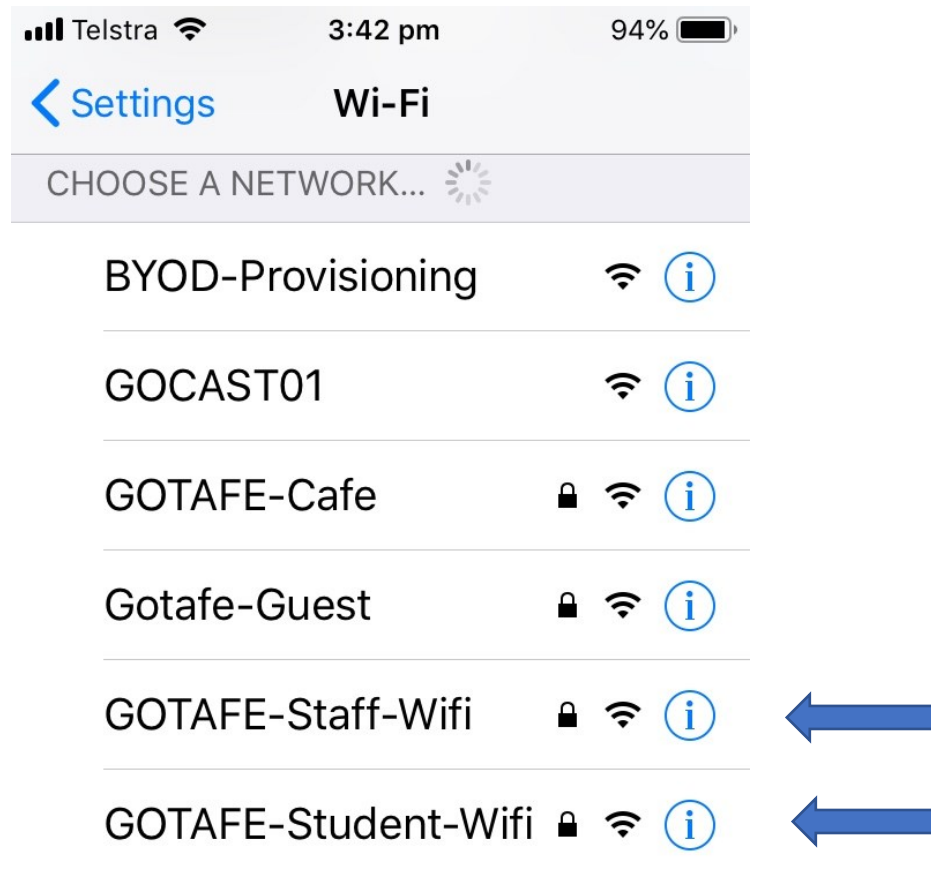 Telstra 3:42 pm 94%
Settings Wi-Fi
CHOOSE A NETWORK...
BYOD-Provisioning
GOCAST01
GOTAFE-Cafe
Gotafe-Guest
GOTAFE-Staff-Wifi
GOTAFE-Student-Wifi